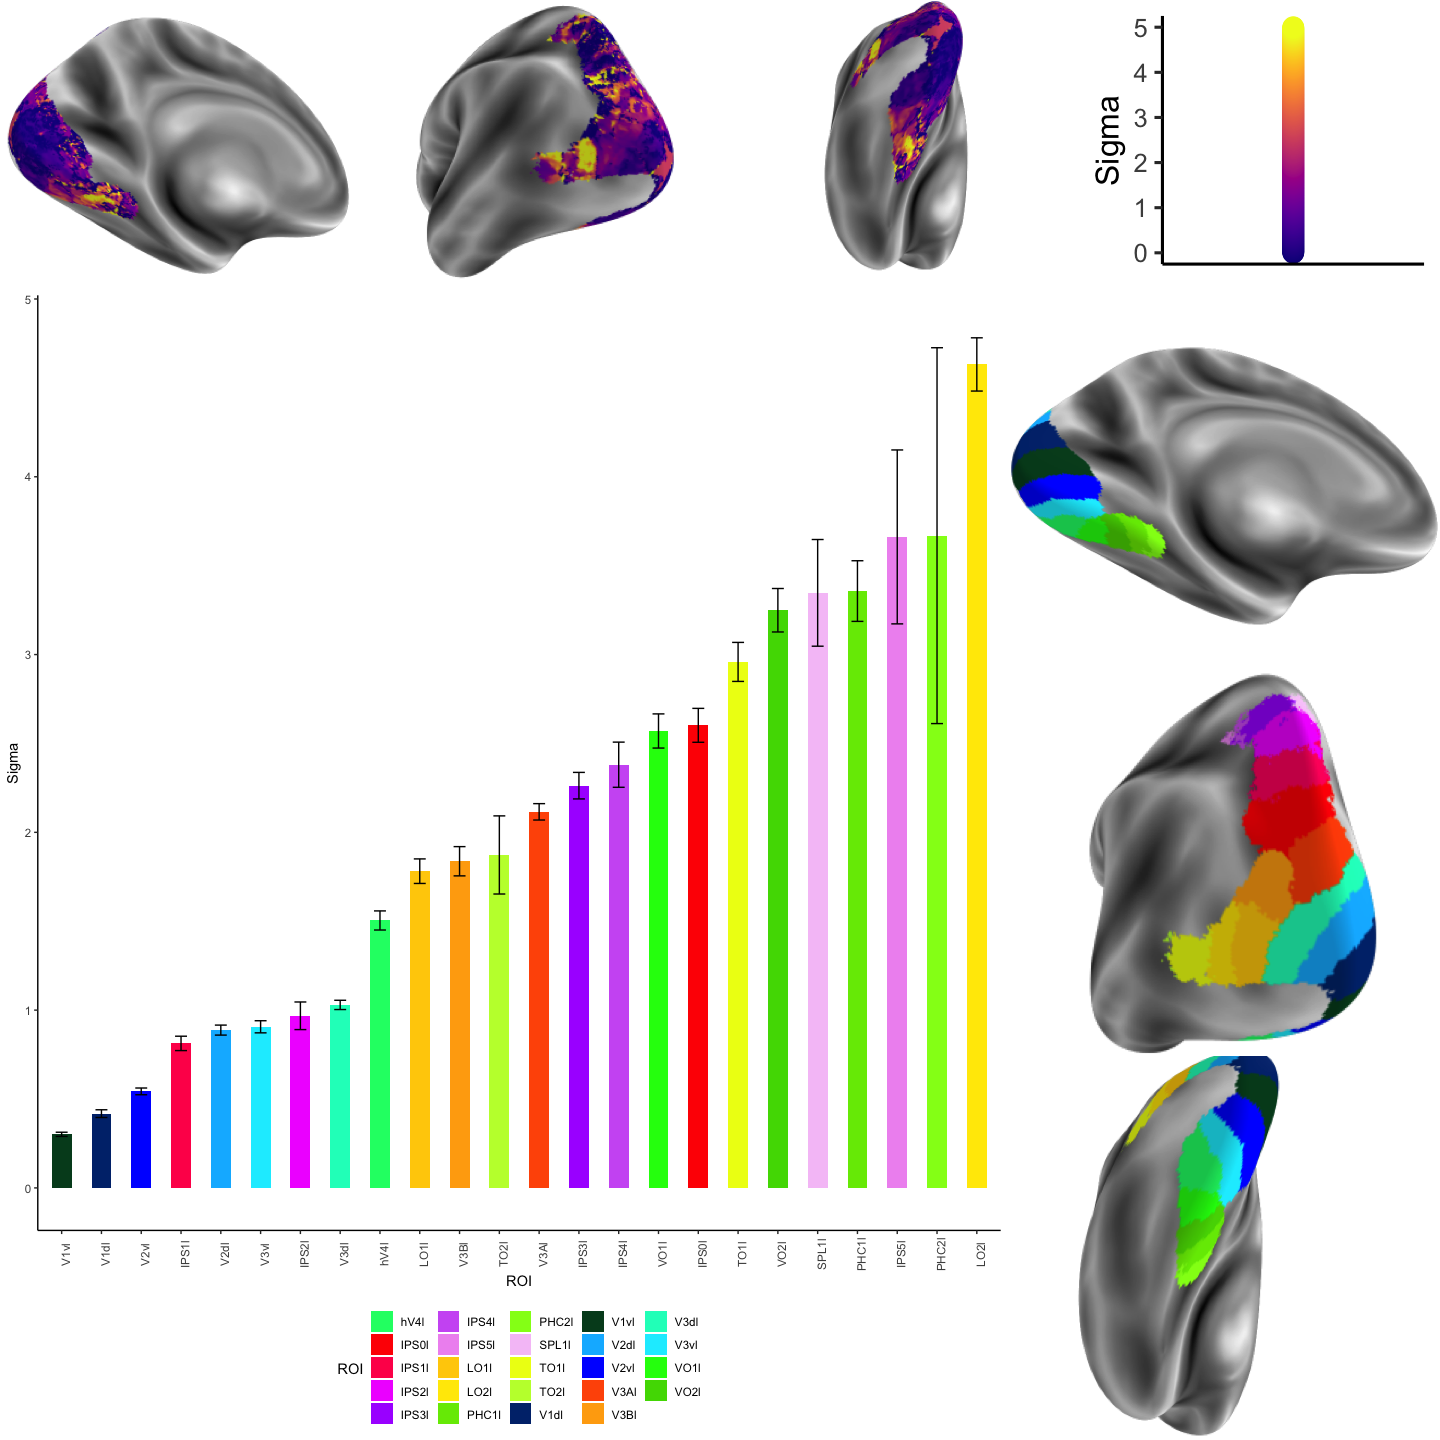 Sigma
5
4
3
2
1
0
5
4
3
2
1
0
Sigma
V1vl
V1dl
V2vl
IPS1l
V2dl
V3vl
IPS2l
V3dl
hV4l
LO1l
V3Bl
TO2l
V3Al
IPS3l
IPS4l
VO1l
IPS0l
TO1l
VO2l
SPL1l
PHC1l
IPS5l
PHC2l
LO2l
ROI
ROI
hV4l IPS4l PHC2l V1vl V3dl
IPS0l IPS5l SPL1l V2dl V3vl
IPS1l LO1l TO1l V2vl VO1l
IPS2l LO2l TO2l V3Al VO2l
IPS3l PHC1l V1dl V3Bl